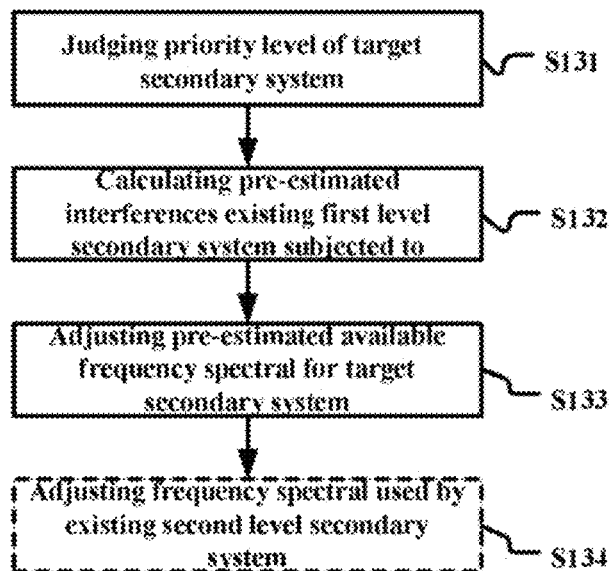 Judging priority level of target
secondary system
S131
Calculating pre-estimated
interferences existing first level
secondary system subjected to
S132
Adjusting pre-estimated available
frequency spectral for target
secondary system
S133
Adjusting frequency spectral used by
existing second level secondary
system
S134